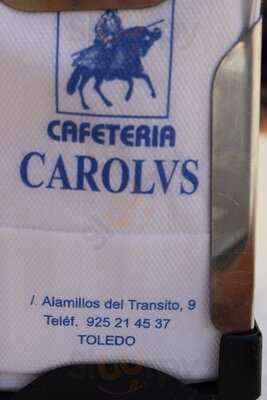 CAFETERIA
CAROLVS
/. Alamillos del Transito, 9
Teléf. 925 21 45 37
TOLEDO